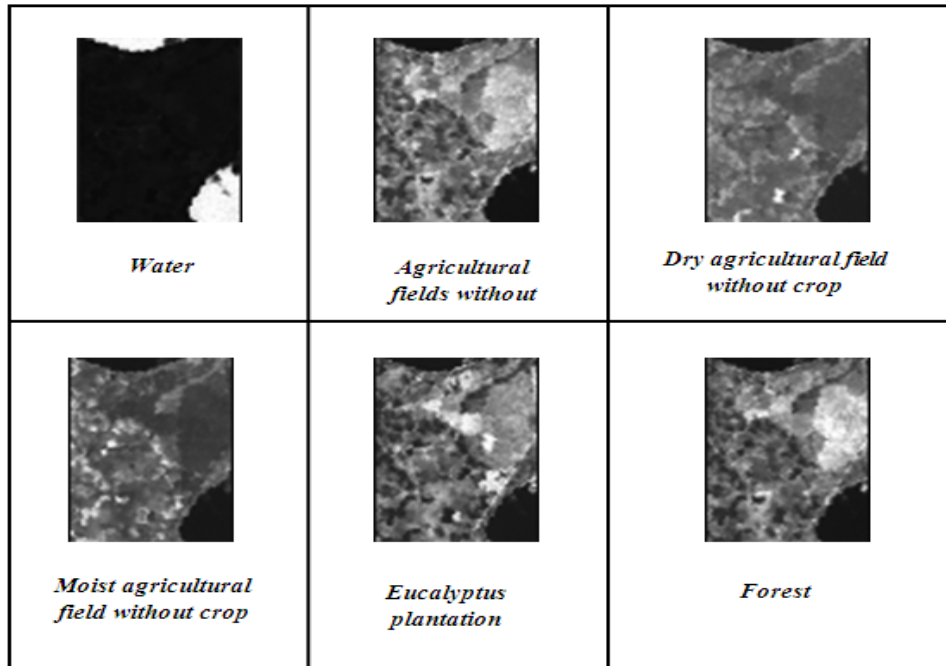 Water
Agricultural
fields without
Dry agricultural field
without crop
Moist agricultural
field without crop
Eucalyptus
plantation
Forest